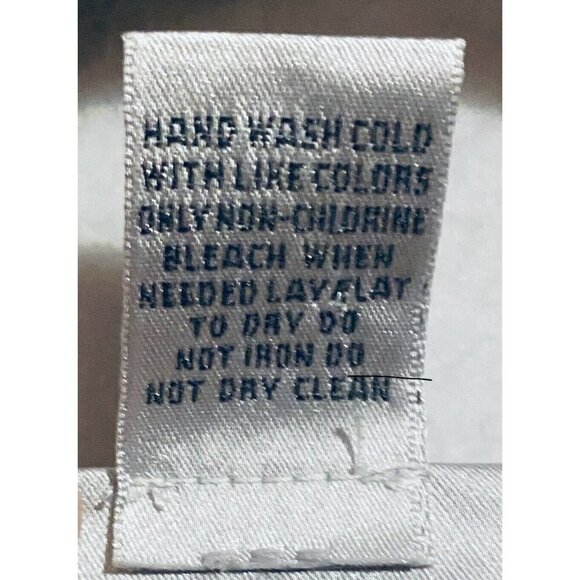 HAND WASH COLD
WITH LIKE COLORS
ONLY NON-CHLORINE
BLEACH WHEN
NEEDED LAY FLAT
TO DRY DO
NOT IRON DO
NOT DRY CLEAN